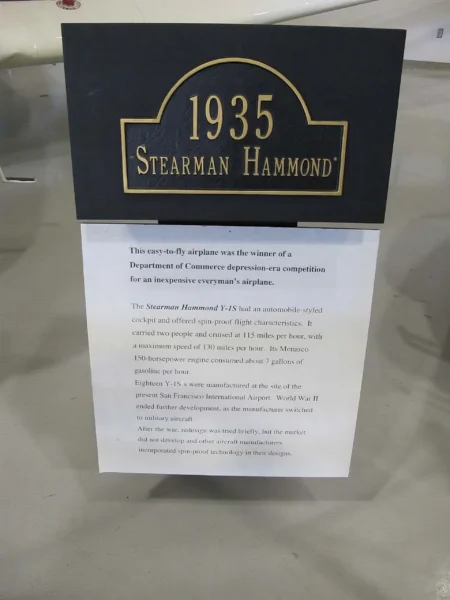 1935
STEARMAN HAMMOND
This easy-to-fly airplane was the winner of a
Department of Commerce depression-era competition
for an inexpensive everyman's airplane.
The Stearman Hammond Y-1S had an automobile-styled
cockpit and offered spin-proof flight characteristics. It
carried two people and cruised at 115 miles per hour, with
a maximum speed of 130 miles per hour. Its Menasco
150-horsepower engine consumed about 7 gallons of
gasoline per hour.
Eighteen Y-1S s were manufactured at the site of the
present San Francisco International Airport. World War II
ended further development, as the manufacturer switched
to military aircraft.
After the war, redesign was tried briefly, but the market
did not develop and other aircraft manufacturers
incorporated spin-proof technology in their designs.